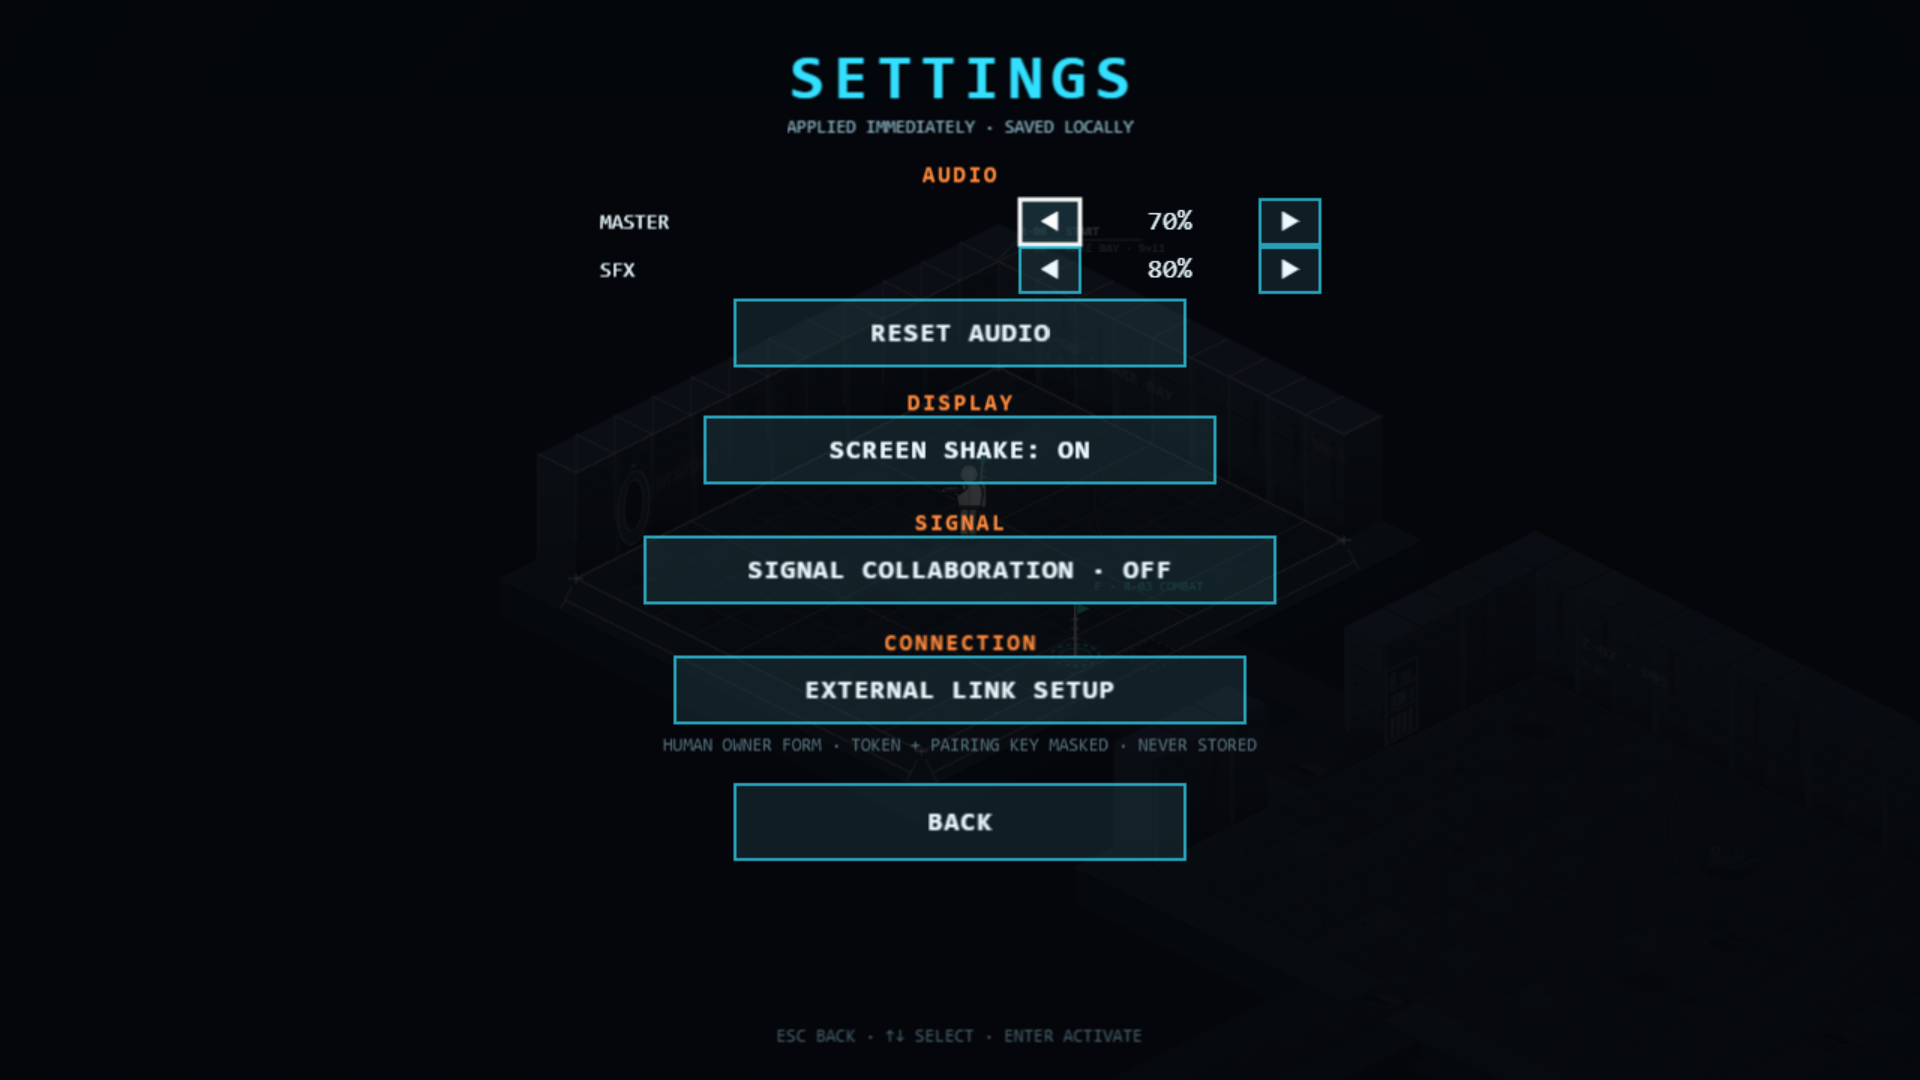 SETTINGS
APPLIED IMMEDIATELY · SAVED LOCALLY
AUDIO
MASTER ◀ 70% ▶
SFX ◀ 80% ▶
RESET AUDIO
DISPLAY
SCREEN SHAKE: ON
SIGNAL
SIGNAL COLLABORATION · OFF
F · R-03 COMBAT
CONNECTION
EXTERNAL LINK SETUP
HUMAN OWNER FORM · TOKEN + PAIRING KEY MASKED · NEVER STORED
BACK
ESC BACK · ↑↓ SELECT · ENTER ACTIVATE